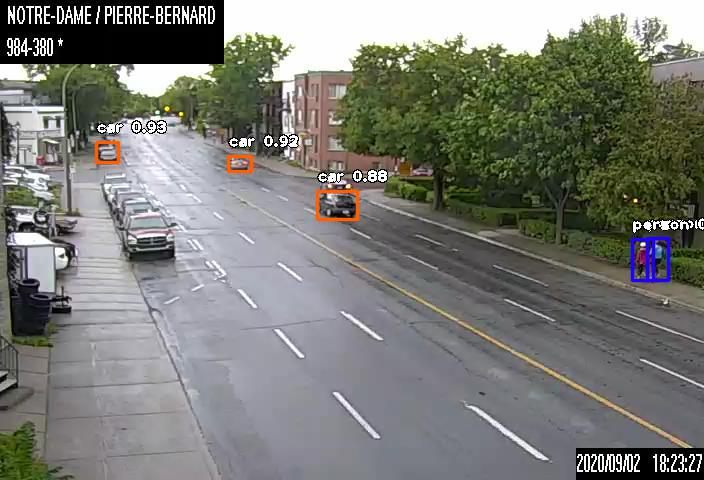 NOTRE-DAME / PIERRE-BERNARD
984-380 *
car 0.93
car 0.92
car 0.88
person
2020/09/02 18:23:27